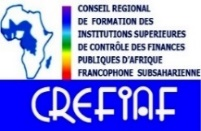 CONSEIL REGIONAL
DE FORMATION DES
INSTITUTIONS SUPERIEURES
DE CONTRÔLE DES FINANCES
PUBLIQUES D'AFRIQUE
FRANCOPHONE SUBSAHARIENNE
CREFIAF